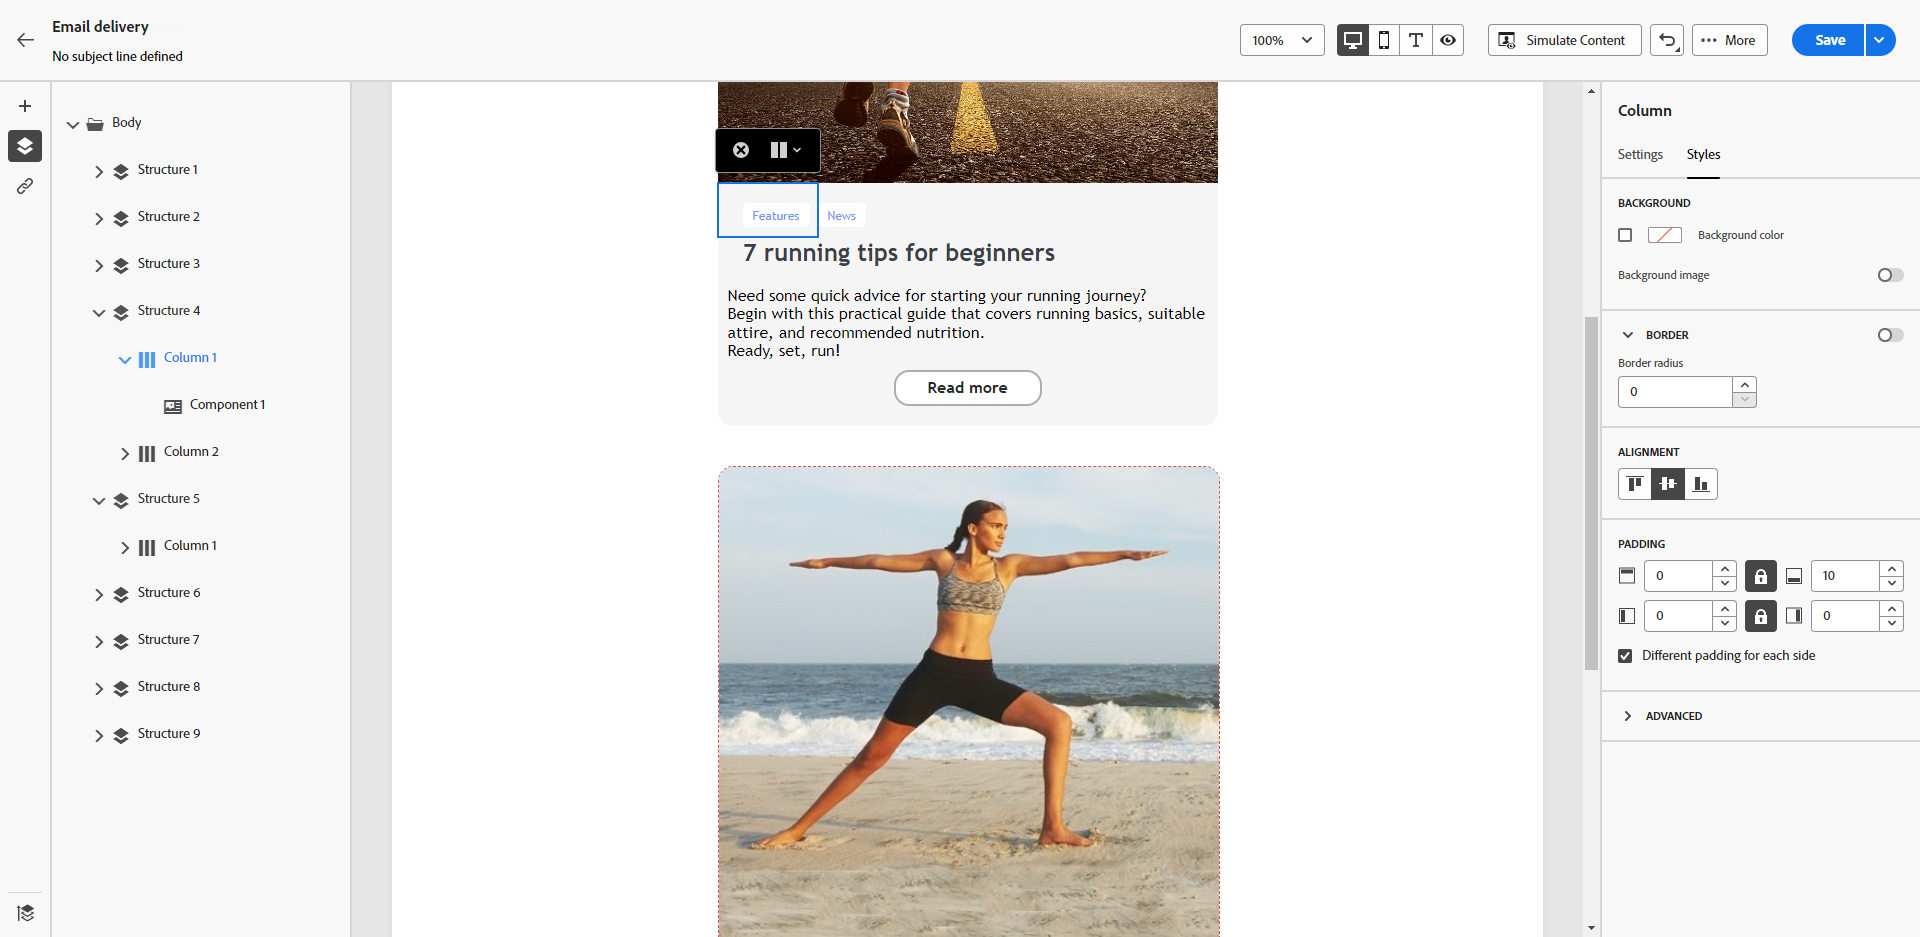 Email delivery
No subject line defined
100%
Simulate Content
More
Save
Body
Structure 1
Structure 2
Structure 3
Structure 4
Column 1
Component 1
Column 2
Structure 5
Column 1
Structure 6
Structure 7
Structure 8
Structure 9
Features
News
7 running tips for beginners
Need some quick advice for starting your running journey?
Begin with this practical guide that covers running basics, suitable
attire, and recommended nutrition.
Ready, set, run!
Read more
Column
Settings
Styles
BACKGROUND
Background color
Background image
BORDER
Border radius
0
ALIGNMENT
PADDING
0
10
0
0
Different padding for each side
ADVANCED